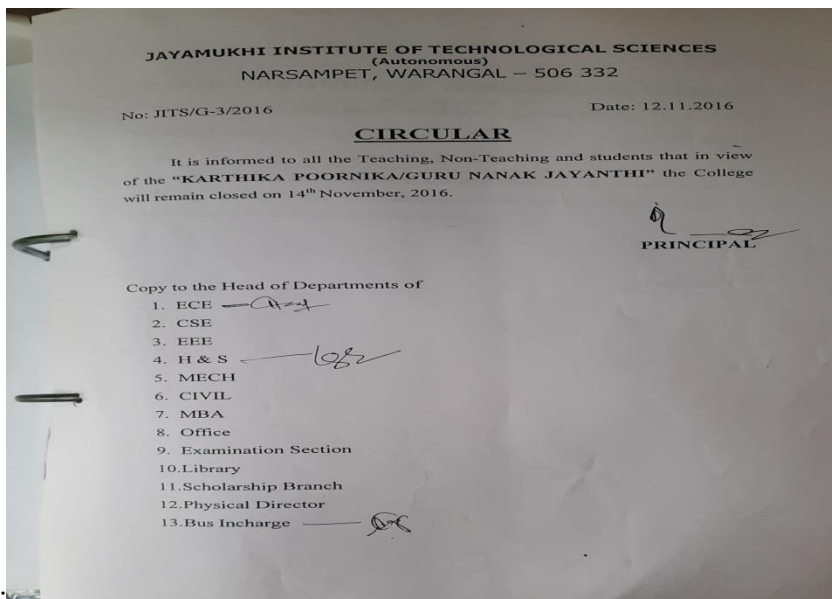 JAYAMUKHI INSTITUTE OF TECHNOLOGICAL SCIENCES
(Autonomous)
NARSAMPET, WARANGAL – 506 332
No: JITS/G-3/2016 Date: 12.11.2016
CIRCULAR
It is informed to all the Teaching, Non-Teaching and students that in view
of the “KARTHIKA POORNIKA/GURU NANAK JAYANTHI” the College
will remain closed on 14th November, 2016.
PRINCIPAL
Copy to the Head of Departments of
1. ECE
2. CSE
3. EEE
4. H & S
5. MECH
6. CIVIL
7. MBA
8. Office
9. Examination Section
10.Library
11.Scholarship Branch
12.Physical Director
13.Bus Incharge